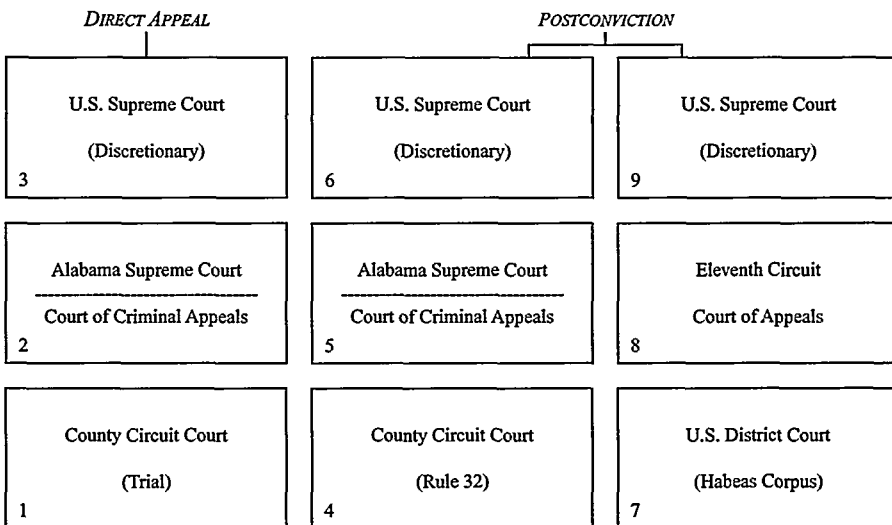 DIRECT APPEAL
POSTCONVICTION
U.S. Supreme Court
(Discretionary)
3
U.S. Supreme Court
(Discretionary)
6
U.S. Supreme Court
(Discretionary)
9
Alabama Supreme Court
Court of Criminal Appeals
2
Alabama Supreme Court
Court of Criminal Appeals
5
Eleventh Circuit
Court of Appeals
8
County Circuit Court
(Trial)
1
County Circuit Court
(Rule 32)
4
U.S. District Court
(Habeas Corpus)
7